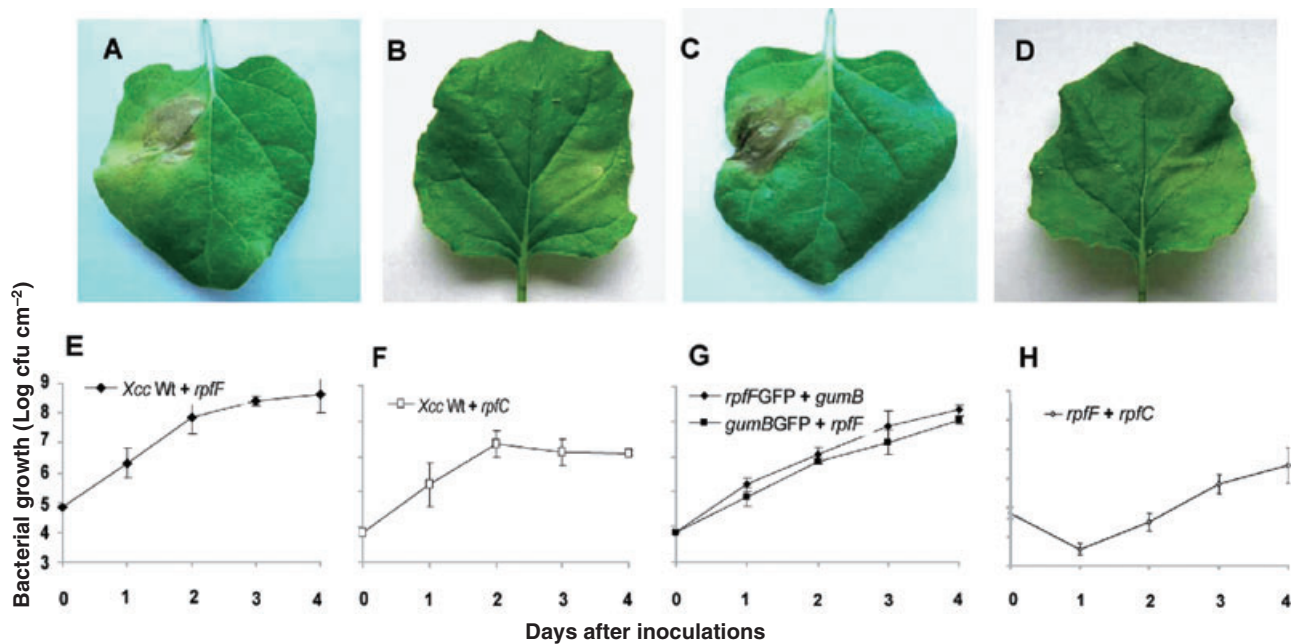 A
B
C
D
Bacterial growth (Log cfu cm⁻²)
E
Xcc Wt + rpfF
9
8
7
6
5
4
3
0 1 2 3 4
F
Xcc Wt + rpfC
0 1 2 3 4
G
rpfFGFP + gumB
gumBGFP + rpfF
0 1 2 3 4
H
rpfF + rpfC
0 1 2 3 4
Days after inoculations